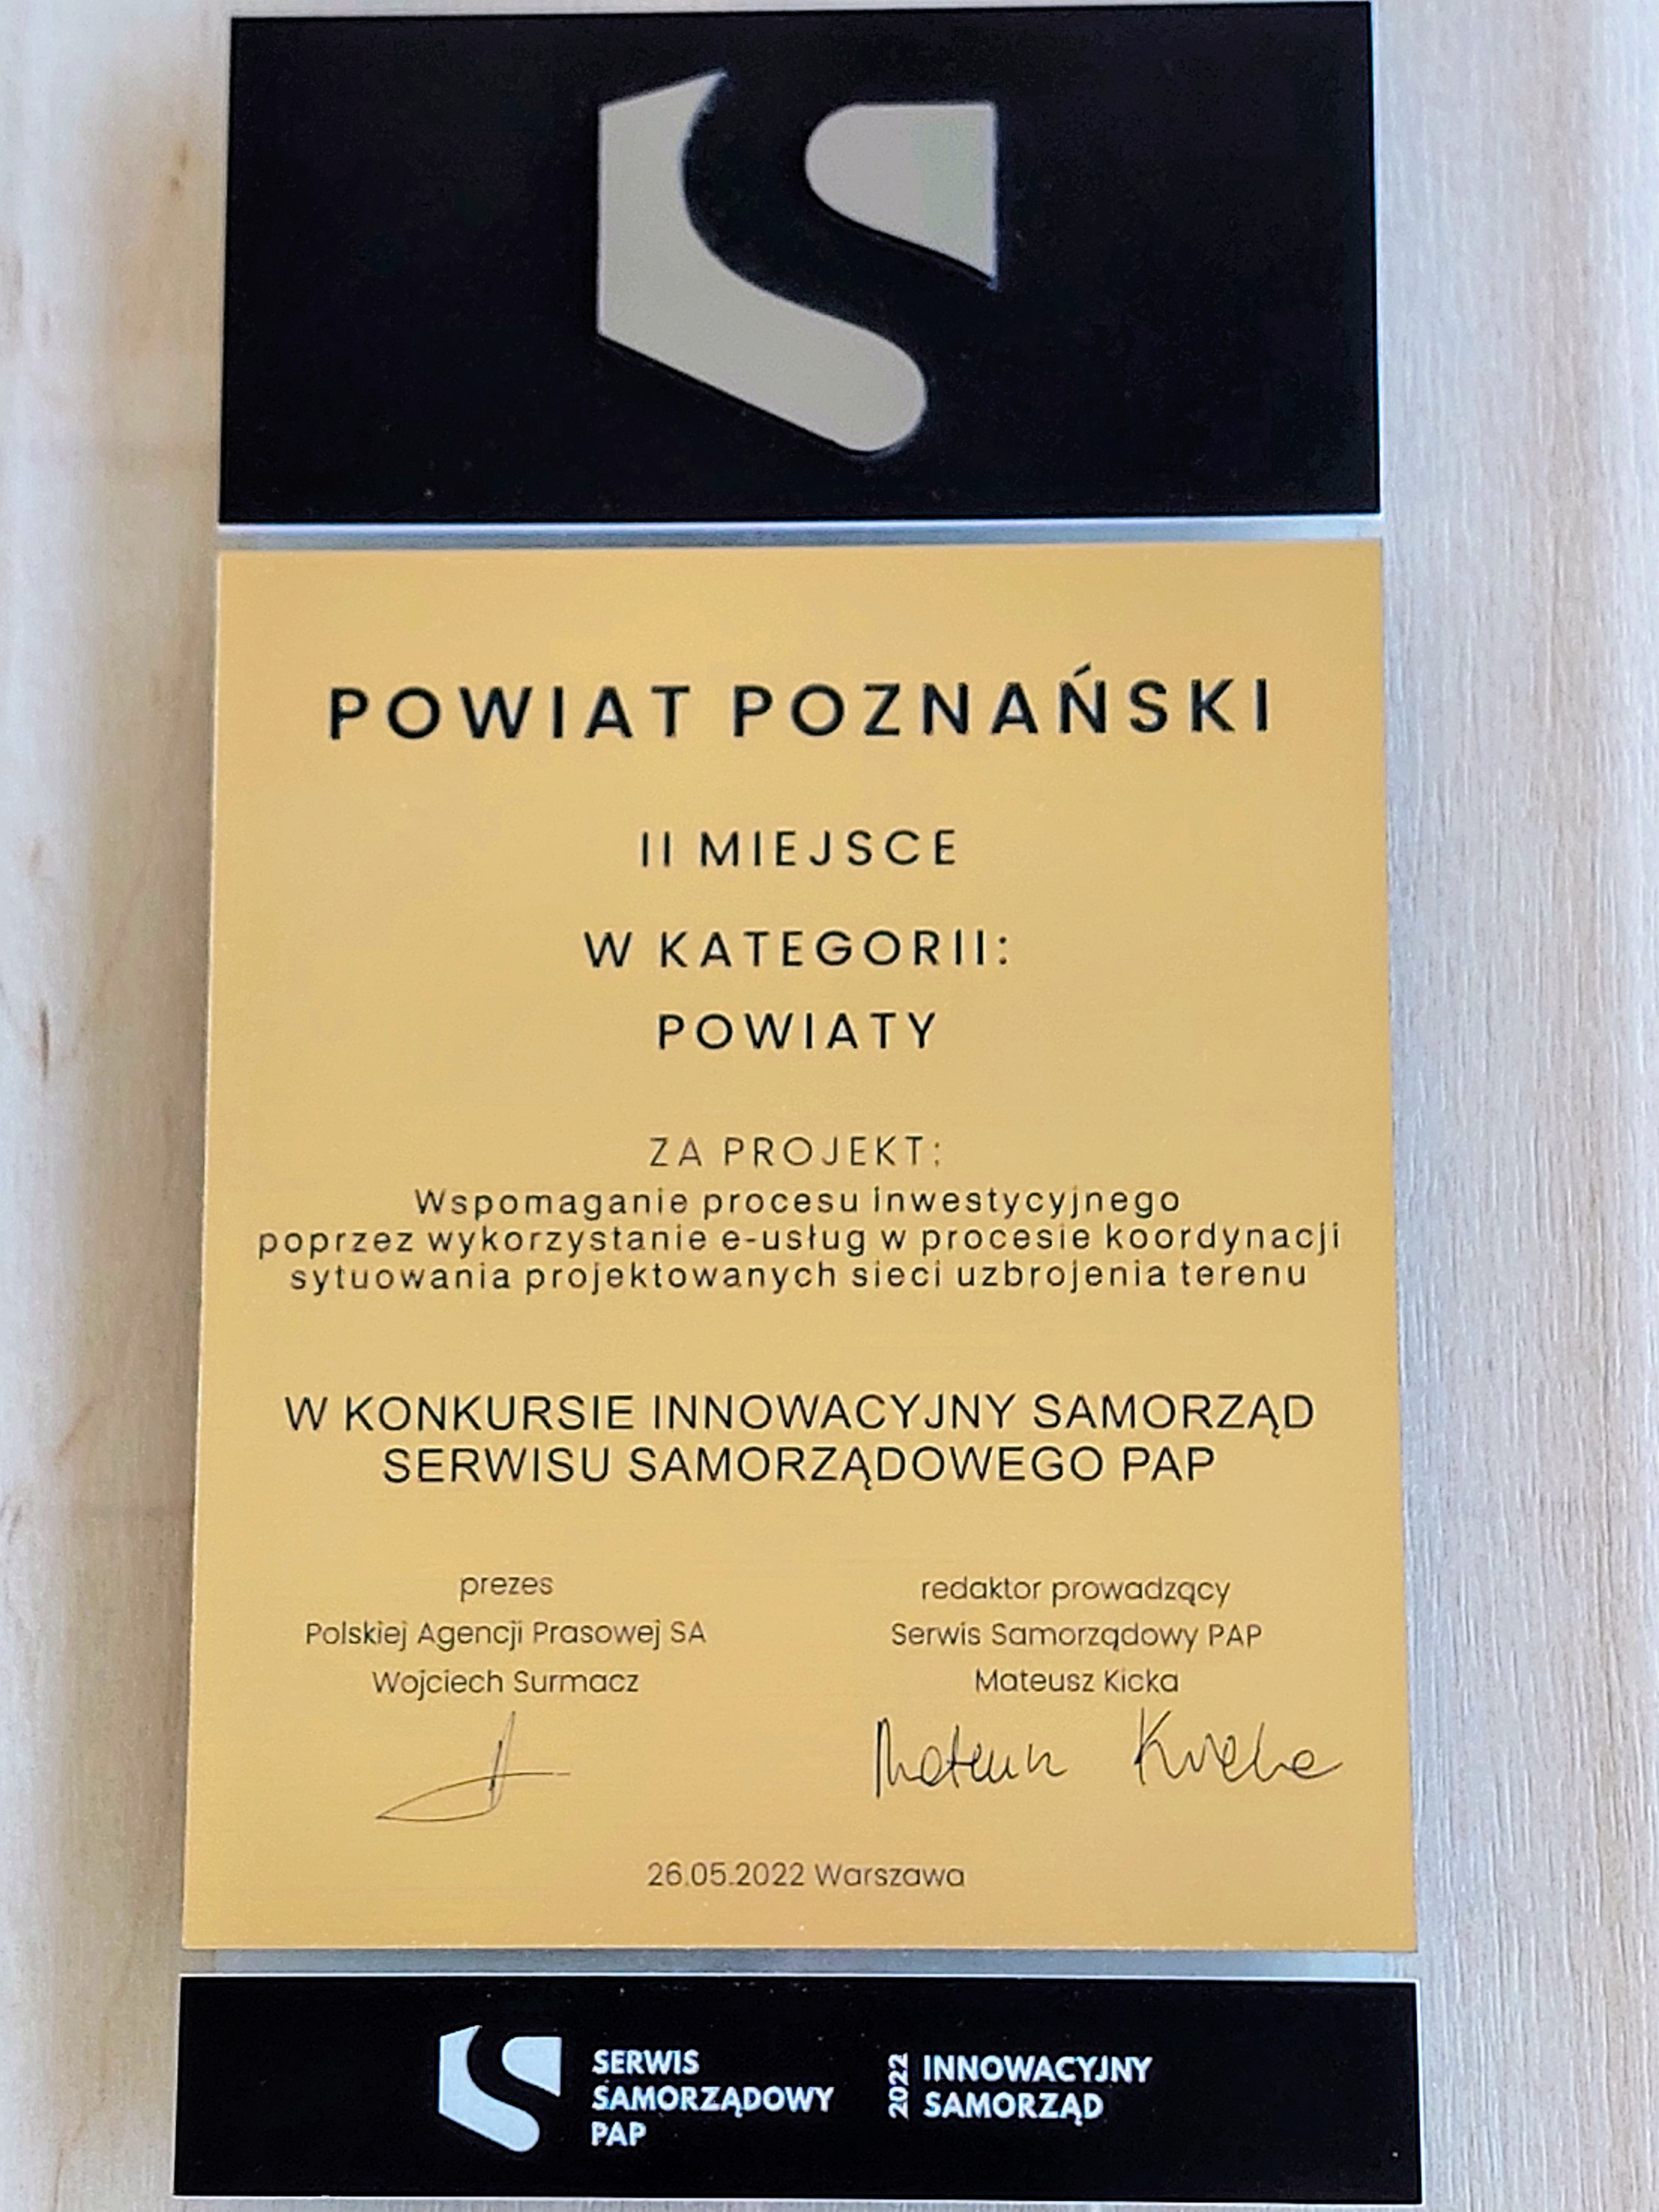 POWIAT POZNAŃSKI
II MIEJSCE
W KATEGORII:
POWIATY
ZA PROJEKT:
Wspomaganie procesu inwestycyjnego
poprzez wykorzystanie e-usług w procesie koordynacji
sytuowania projektowanych sieci uzbrojenia terenu
W KONKURSIE INNOWACYJNY SAMORZĄD
SERWISU SAMORZĄDOWEGO PAP
prezes
Polskiej Agencji Prasowej SA
Wojciech Surmacz
redaktor prowadzący
Serwis Samorządowy PAP
Mateusz Kicka
Mateusz Kicka
26.05.2022 Warszawa
SERWIS
SAMORZĄDOWY
PAP
2022
INNOWACYJNY
SAMORZĄD